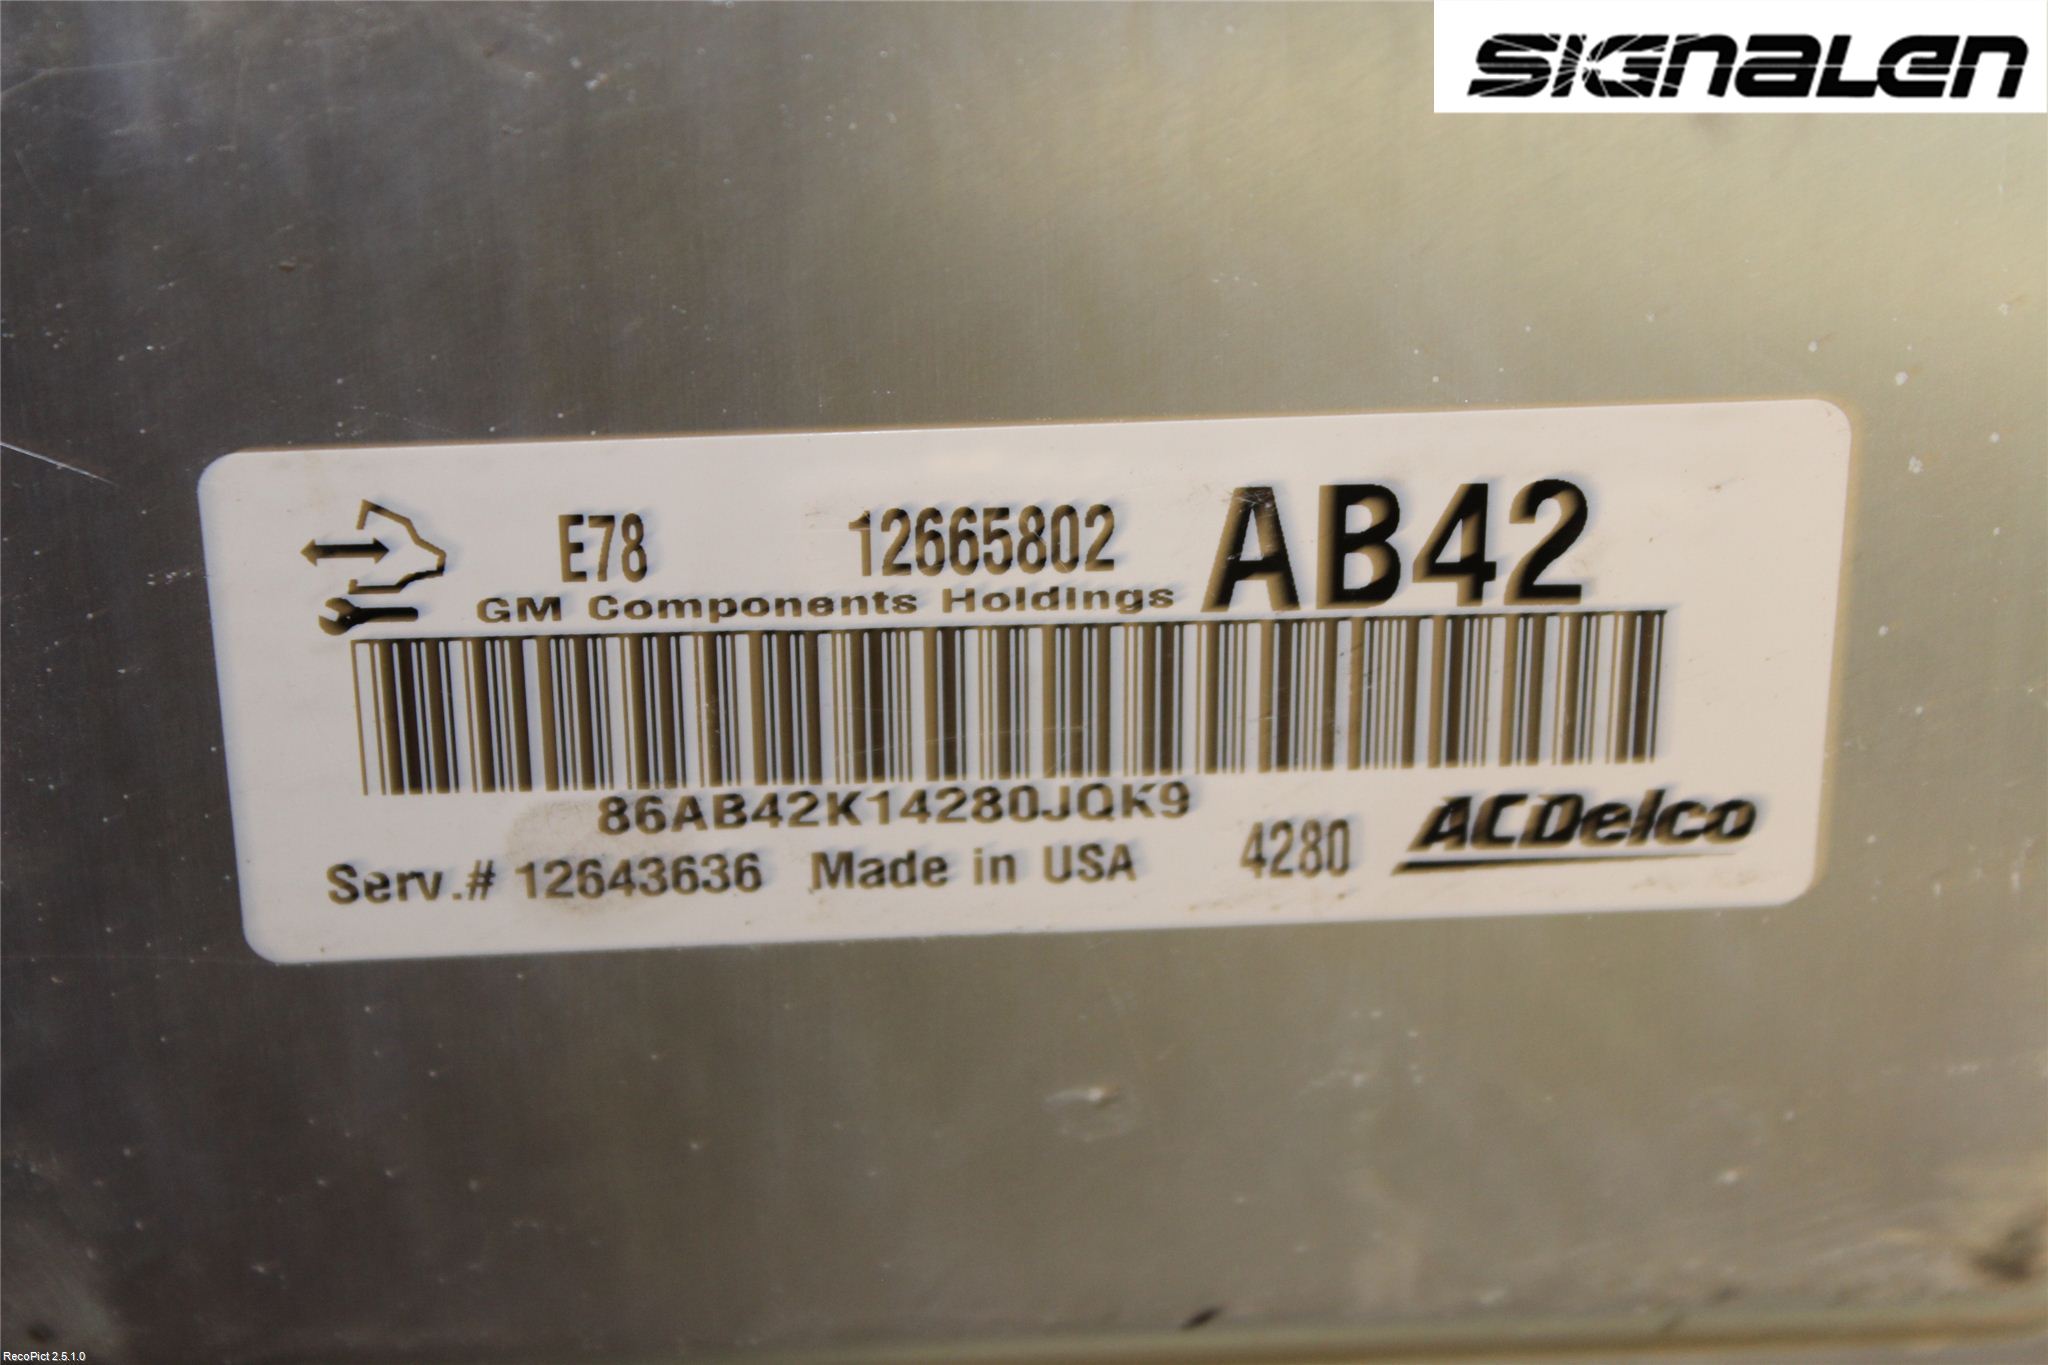 SIGNALEN
E78 12665802 AB42
GM Components Holdings
86AB42K14280JQK9
Serv.# 12643636 Made in USA 4280 ACDelco
RecoPict 2.5.1.0